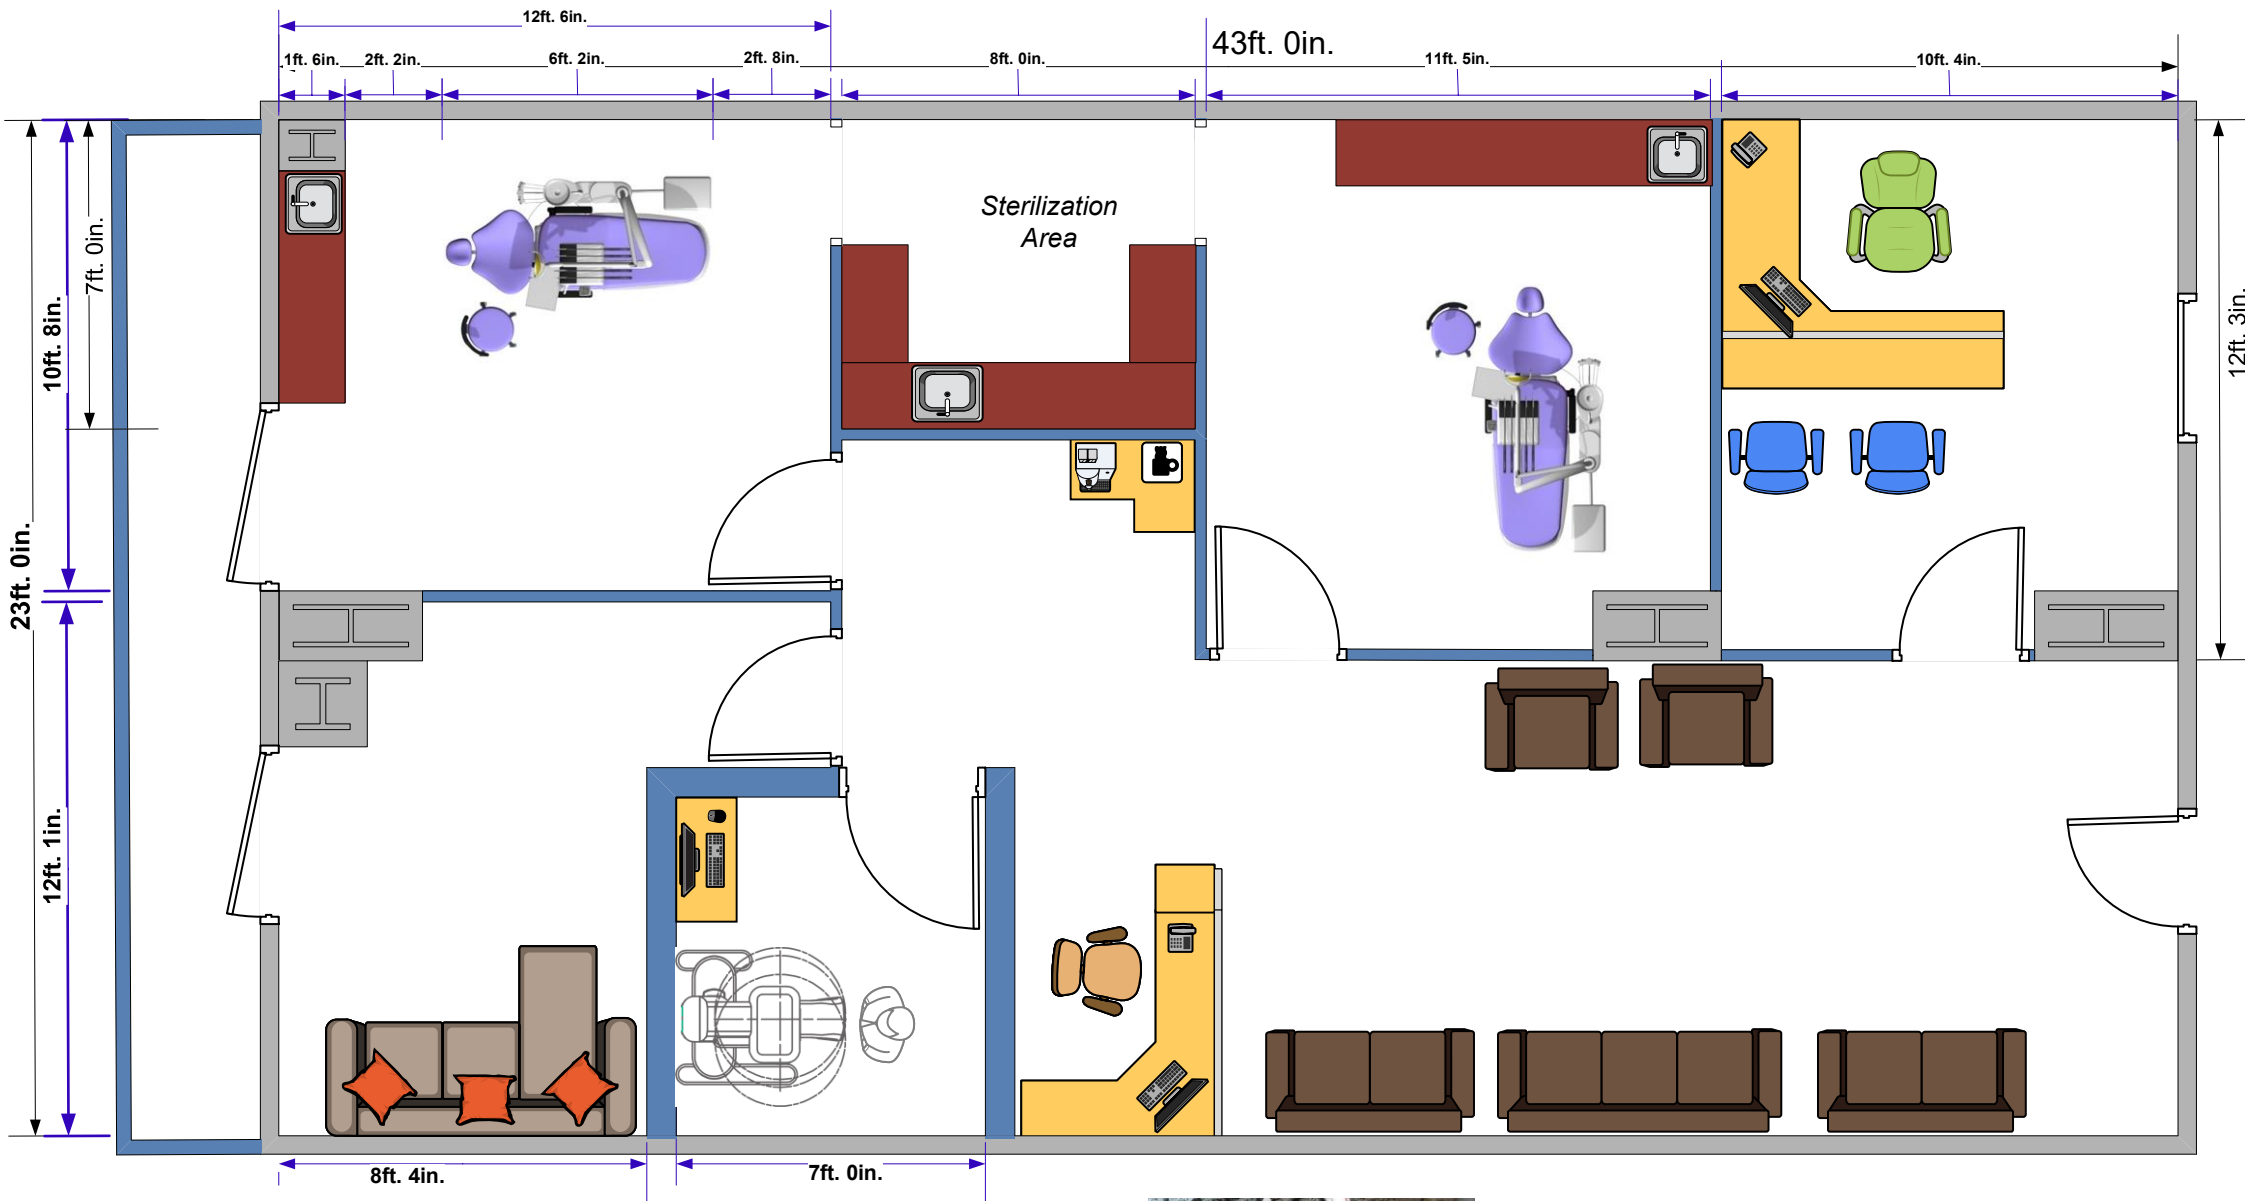 12ft. 6in.
43ft. 0in.
1ft. 6in.
2ft. 2in.
6ft. 2in.
2ft. 8in.
8ft. 0in.
11ft. 5in.
10ft. 4in.
Sterilization
Area
7ft. 0in.
10ft. 8in.
12ft. 3in.
23ft. 0in.
12ft. 1in.
8ft. 4in.
7ft. 0in.